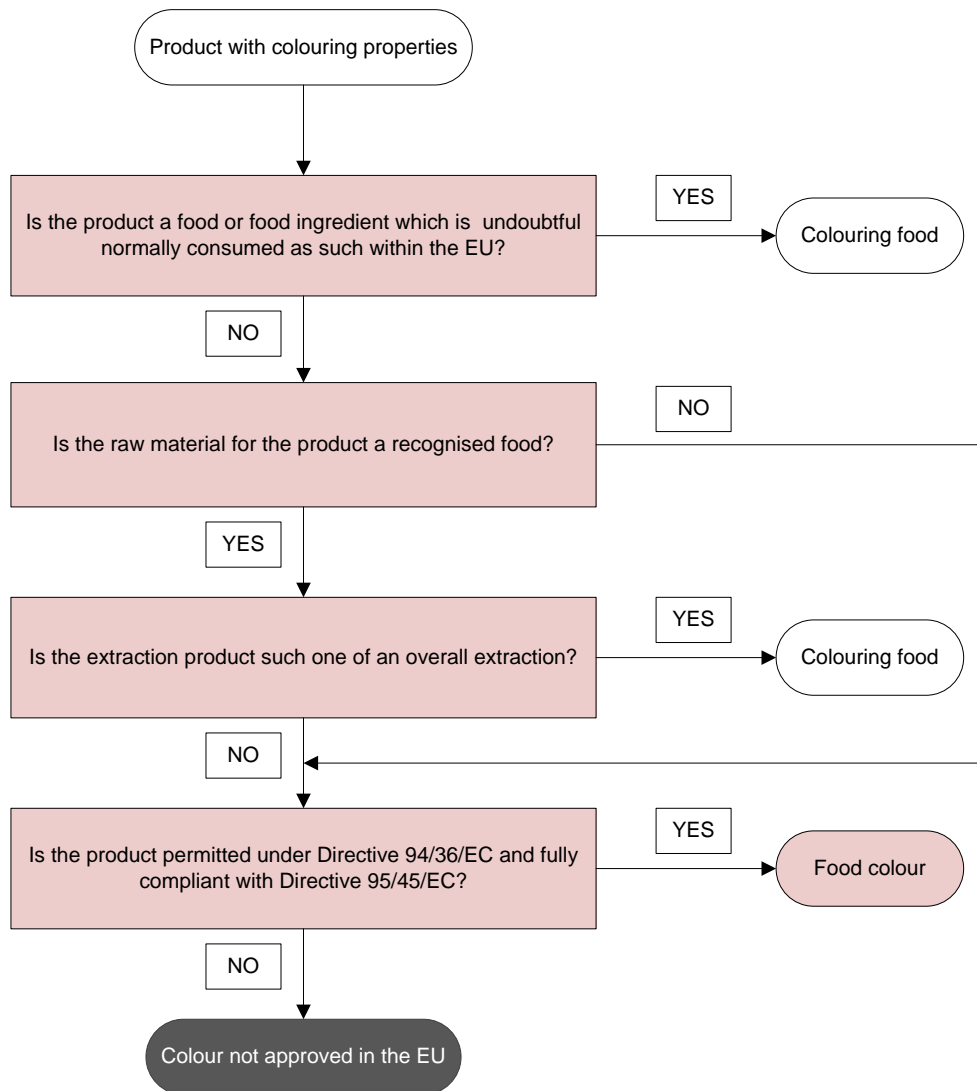 Product with colouring properties
Is the product a food or food ingredient which is  undoubtful
normally consumed as such within the EU?
YES
Colouring food
NO
Is the raw material for the product a recognised food?
NO
YES
Is the extraction product such one of an overall extraction?
YES
Colouring food
NO
Is the product permitted under Directive 94/36/EC and fully
compliant with Directive 95/45/EC?
YES
Food colour
NO
Colour not approved in the EU